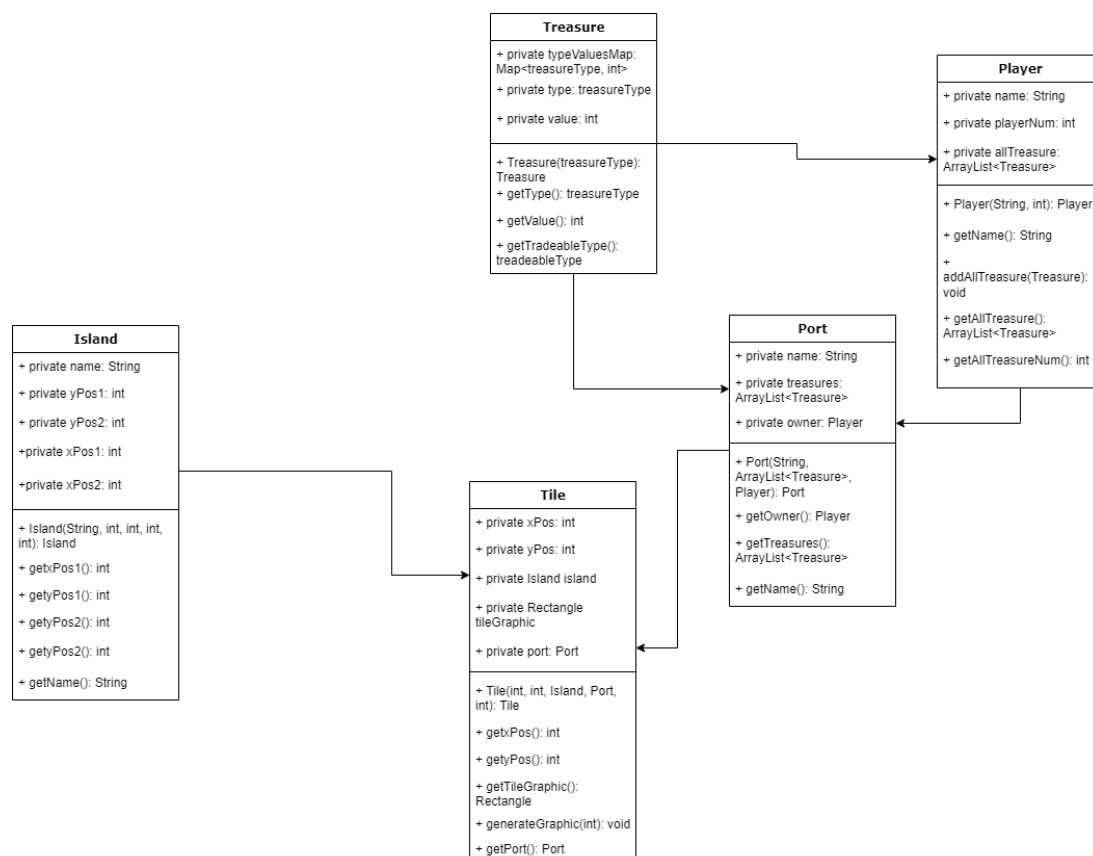 Treasure
+ private typeValuesMap:
Map<treasureType, int>
+ private type: treasureType
+ private value: int
+ Treasure(treasureType):
Treasure
+ getType(): treasureType
+ getValue(): int
+ getTradeableType():
treadeableType
Player
+ private name: String
+ private playerNum: int
+ private allTreasure:
ArrayList<Treasure>
+ Player(String, int): Player
+ getName(): String
+
addAllTreasure(Treasure):
void
+ getAllTreasure():
ArrayList<Treasure>
+ getAllTreasureNum(): int
Island
+ private name: String
+ private yPos1: int
+ private yPos2: int
+private xPos1: int
+private xPos2: int
+ Island(String, int, int, int,
int): Island
+ getxPos1(): int
+ getyPos1(): int
+ getyPos2(): int
+ getyPos2(): int
+ getName(): String
Port
+ private name: String
+ private treasures:
ArrayList<Treasure>
+ private owner: Player
+ Port(String,
ArrayList<Treasure>,
Player): Port
+ getOwner(): Player
+ getTreasures():
ArrayList<Treasure>
+ getName(): String
Tile
+ private xPos: int
+ private yPos: int
+ private Island island
+ private Rectangle
tileGraphic
+ private port: Port
+ Tile(int, int, Island, Port,
int): Tile
+ getxPos(): int
+ getyPos(): int
+ getTileGraphic():
Rectangle
+ generateGraphic(int): void
+ getPort(): Port